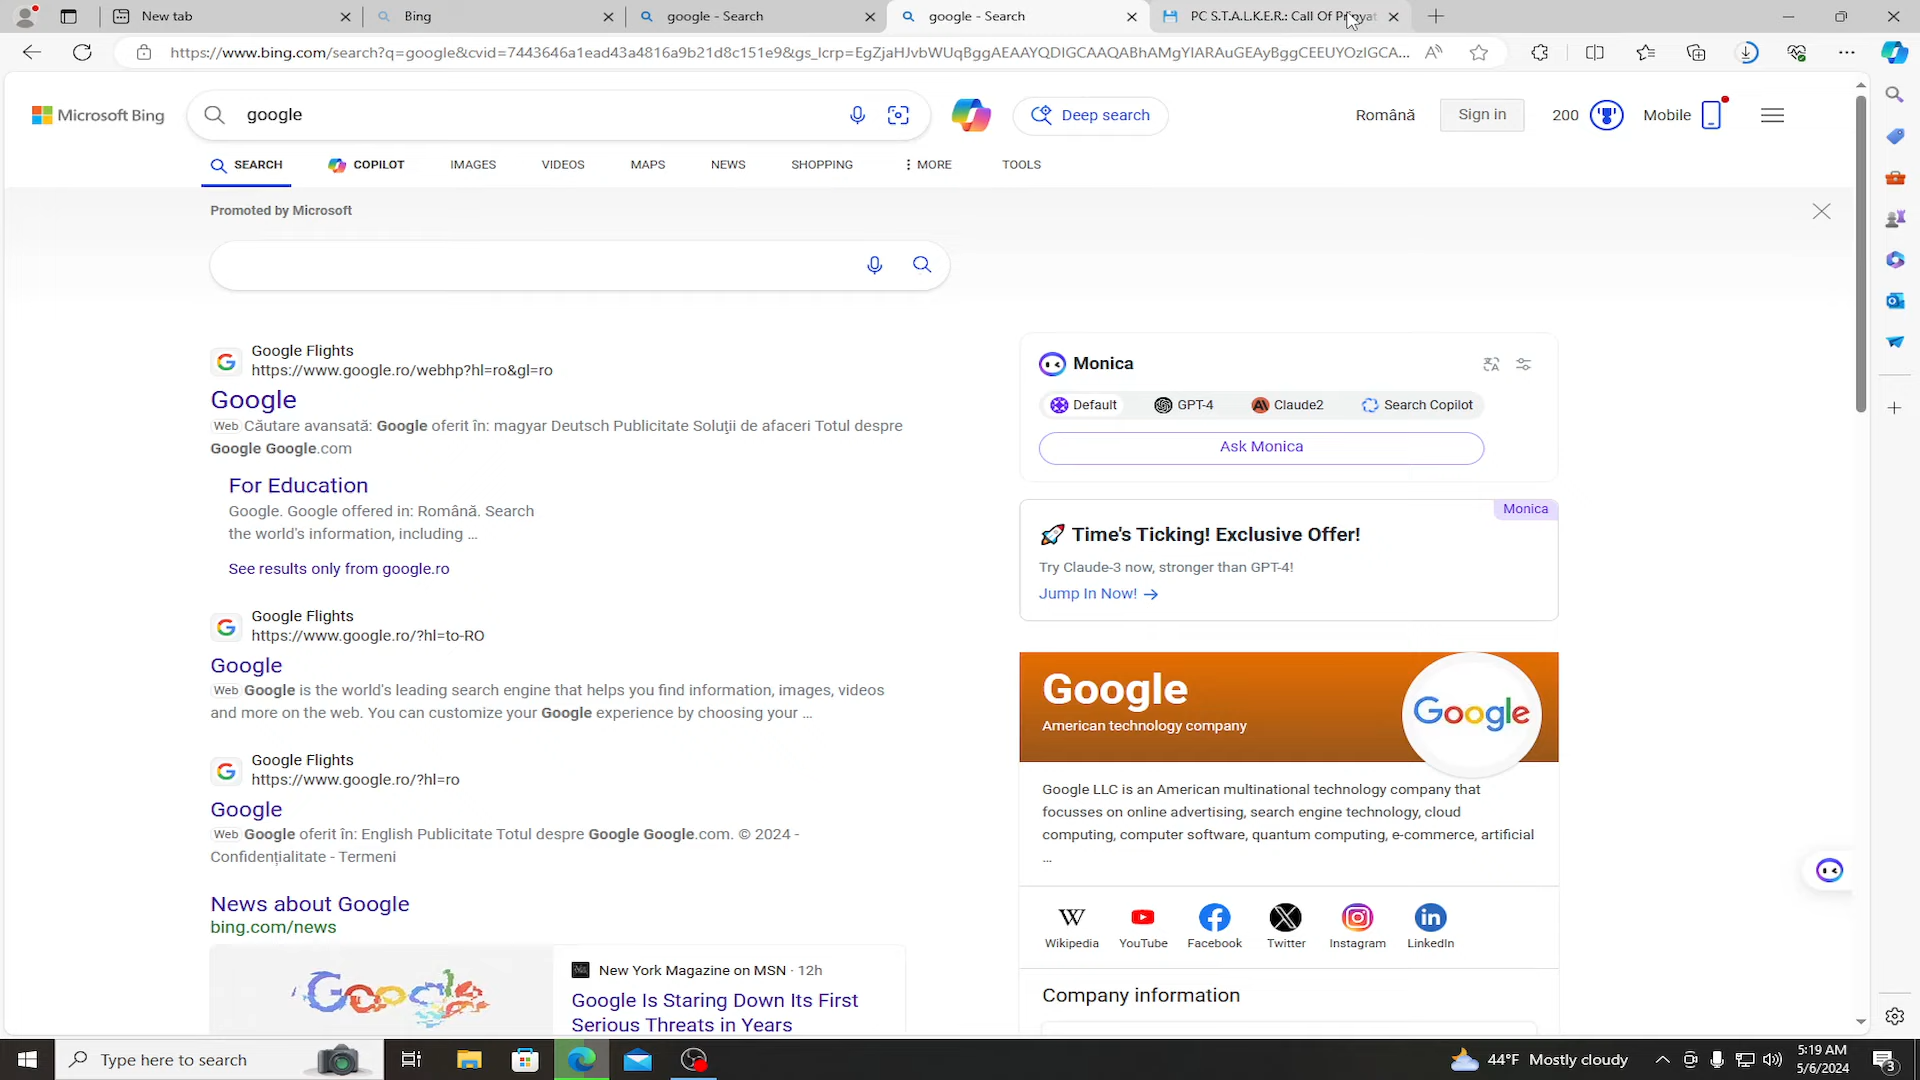 New tab
Bing
google - Search
google - Search
PC S.T.A.L.K.E.R.: Call Of Pripyat
https://www.bing.com/search?q=google&cvid=7443646a1ead43a4816a9b21d8c151e9&gs_lcrp=EgZjaHJvbWUqBggAEAAYQDIGCAAQABhAMgYIARAuGEAyBggCEEUYOzIGCA...
Microsoft Bing
google
Deep search
Română
Sign in
200
Mobile
SEARCH
COPILOT
IMAGES
VIDEOS
MAPS
NEWS
SHOPPING
MORE
TOOLS
Promoted by Microsoft
Google Flights
https://www.google.ro/webhp?hl=ro&gl=ro
Google
Web Căutare avansată: Google oferit în: magyar Deutsch Publicitate Soluţii de afaceri Totul despre
Google Google.com
For Education
Google. Google offered in: Română. Search
the world's information, including ...
See results only from google.ro
Google Flights
https://www.google.ro/?hl=to-RO
Google
Web Google is the world's leading search engine that helps you find information, images, videos
and more on the web. You can customize your Google experience by choosing your ...
Google Flights
https://www.google.ro/?hl=ro
Google
Web Google oferit în: English Publicitate Totul despre Google Google.com. © 2024 -
Confidențialitate - Termeni
News about Google
bing.com/news
Google
New York Magazine on MSN · 12h
Google Is Staring Down Its First
Serious Threats in Years
Monica
Default
GPT-4
Claude2
Search Copilot
Ask Monica
Monica
Time's Ticking! Exclusive Offer!
Try Claude-3 now, stronger than GPT-4!
Jump In Now!
Google
American technology company
Google
Google LLC is an American multinational technology company that
focusses on online advertising, search engine technology, cloud
computing, computer software, quantum computing, e-commerce, artificial
...
Wikipedia
YouTube
Facebook
Twitter
Instagram
LinkedIn
Company information
Type here to search
44°F Mostly cloudy
5:19 AM
5/6/2024
3